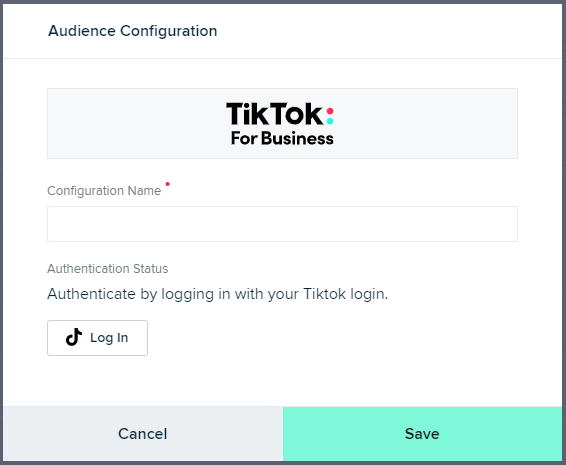 Audience Configuration
TikTok:
For Business
Configuration Name
Authentication Status
Authenticate by logging in with your Tiktok login.
Log In
Cancel
Save